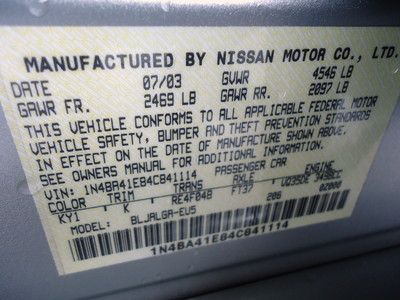 MANUFACTURED BY NISSAN MOTOR CO., LTD.
DATE 07/03 GVWR 4546 LB
GAWR FR. 2469 LB GAWR RR. 2097 LB
THIS VEHICLE CONFORMS TO ALL APPLICABLE FEDERAL MOTOR
VEHICLE SAFETY, BUMPER AND THEFT PREVENTION STANDARDS
IN EFFECT ON THE DATE OF MANUFACTURE SHOWN ABOVE.
SEE OWNERS MANUAL FOR ADDITIONAL INFORMATION.
VIN: 1N4BA41E84C841114 PASSENGER CAR
COLOR TRIM TRANS AXLE ENGINE
KY1 K RE4F04B FT37 VQ35DE 3498CC
BLJALGA-EU5 02000
1N4BA41E84C841114